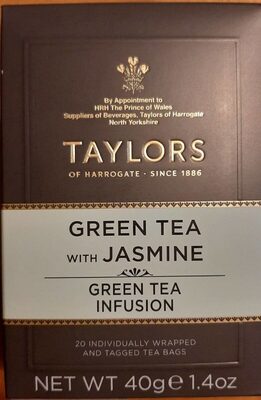 By Appointment to
HRH The Prince of Wales
Suppliers of Beverages, Taylors of Harrogate
North Yorkshire
TAYLORS
OF HARROGATE · SINCE 1886
GREEN TEA
WITH JASMINE
GREEN TEA
INFUSION
20 INDIVIDUALLY WRAPPED
AND TAGGED TEA BAGS
NET WT 40g℮ 1.4oz